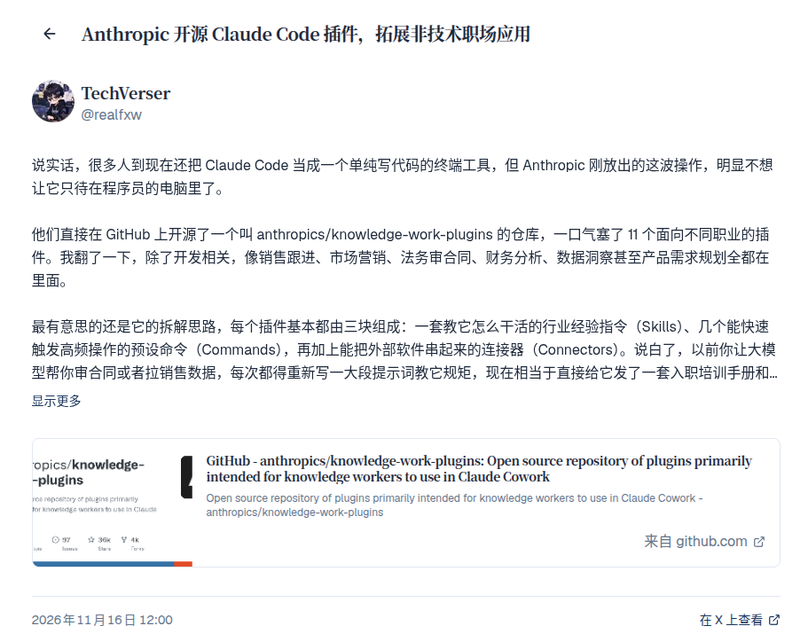 Anthropic 开源 Claude Code 插件，拓展非技术职场应用
TechVerser
@realfxw
说实话，很多人到现在还把 Claude Code 当成一个单纯写代码的终端工具，但 Anthropic 刚放出的这波操作，明显不想
让它只待在程序员的电脑里了。
他们直接在 GitHub 上开源了一个叫 anthropics/knowledge-work-plugins 的仓库，一口气塞了 11 个面向不同职业的插
件。我翻了一下，除了开发相关，像销售跟进、市场营销、法务审合同、财务分析、数据洞察甚至产品需求规划全都在
里面。
最有意思的还是它的拆解思路，每个插件基本都由三块组成：一套教它怎么干活的行业经验指令（Skills）、几个能快速
触发高频操作的预设命令（Commands），再加上能把外部软件串起来的连接器（Connectors）。说白了，以前你让大模
型帮你审合同或者拉销售数据，每次都得重新写一大段提示词教它规矩，现在相当于直接给它发了一套入职培训手册和...
显示更多
ropics/knowledge-
-plugins
rce repository of plugins primarily
for knowledge workers to use in Claude
97
36k
4k
Issues
Stars
Forks
GitHub - anthropics/knowledge-work-plugins: Open source repository of plugins primarily
intended for knowledge workers to use in Claude Cowork
Open source repository of plugins primarily intended for knowledge workers to use in Claude Cowork -
anthropics/knowledge-work-plugins
来自 github.com
2026年11月16日 12:00
在 X 上查看